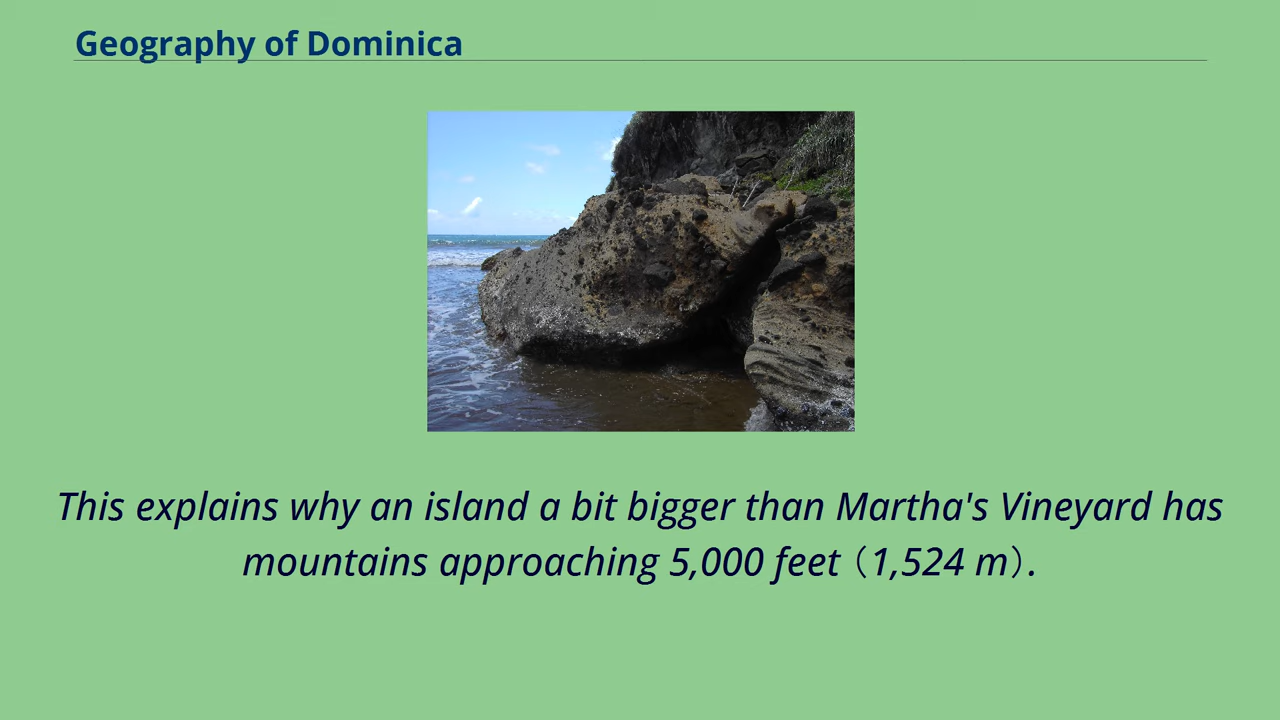 Geography of Dominica
This explains why an island a bit bigger than Martha's Vineyard has
mountains approaching 5,000 feet（1,524 m）.